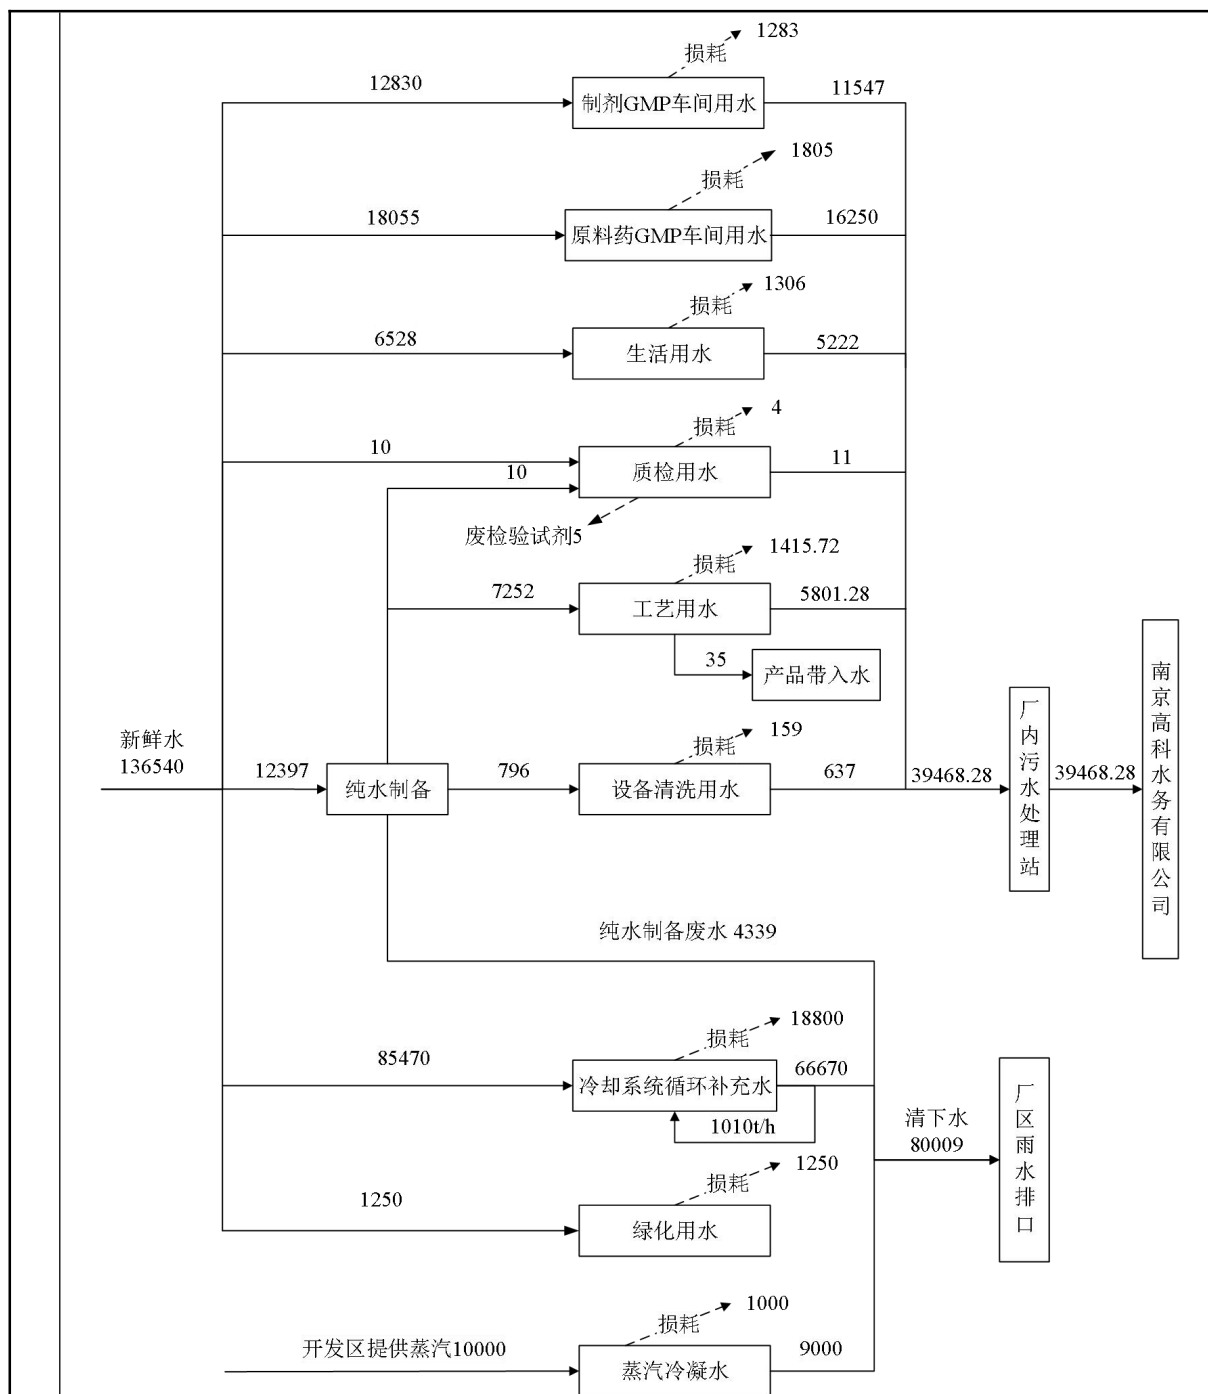 损耗
1283
12830
制剂GMP车间用水
11547
损耗
1805
18055
原料药GMP车间用水
16250
损耗
1306
6528
生活用水
5222
损耗
4
10
10
质检用水
11
废检验试剂5
损耗
1415.72
7252
工艺用水
5801.28
35
产品带入水
新鲜水
136540
12397
纯水制备
796
损耗
159
设备清洗用水
637
39468.28
厂内污水处理站
39468.28
南京高科水务有限公司
纯水制备废水 4339
损耗
18800
85470
冷却系统循环补充水
66670
1010t/h
清下水
80009
厂区雨水排口
损耗
1250
1250
绿化用水
损耗
1000
开发区提供蒸汽10000
蒸汽冷凝水
9000